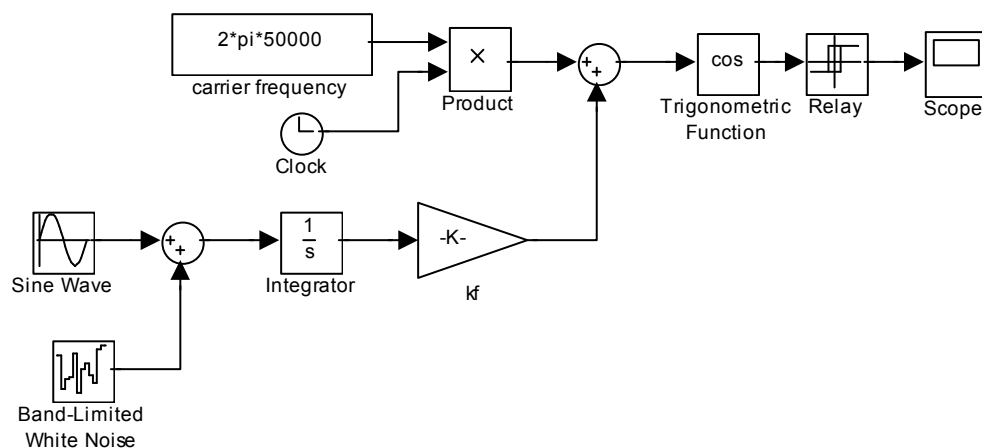 2*pi*50000
carrier frequency
×
Product
Clock
+
+
cos
Trigonometric
Function
Relay
Scope
Sine Wave
+
+
1
s
Integrator
-K-
kf
Band-Limited
White Noise